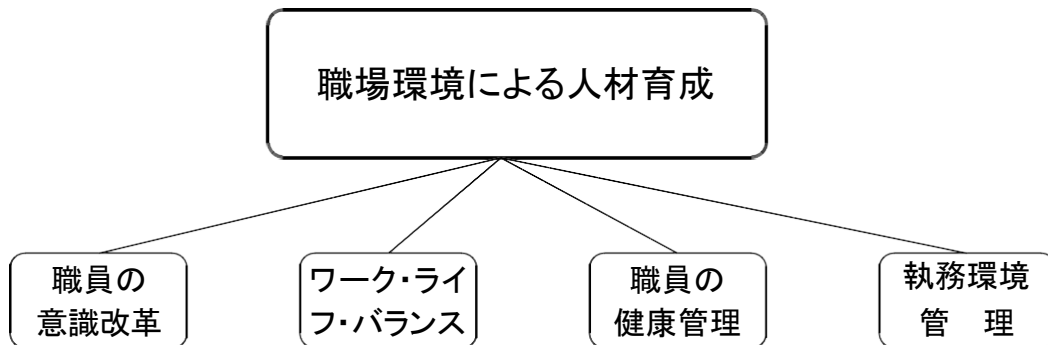 職場環境による人材育成
職員の
意識改革
ワーク・ライ
フ・バランス
職員の
健康管理
執務環境
管　理